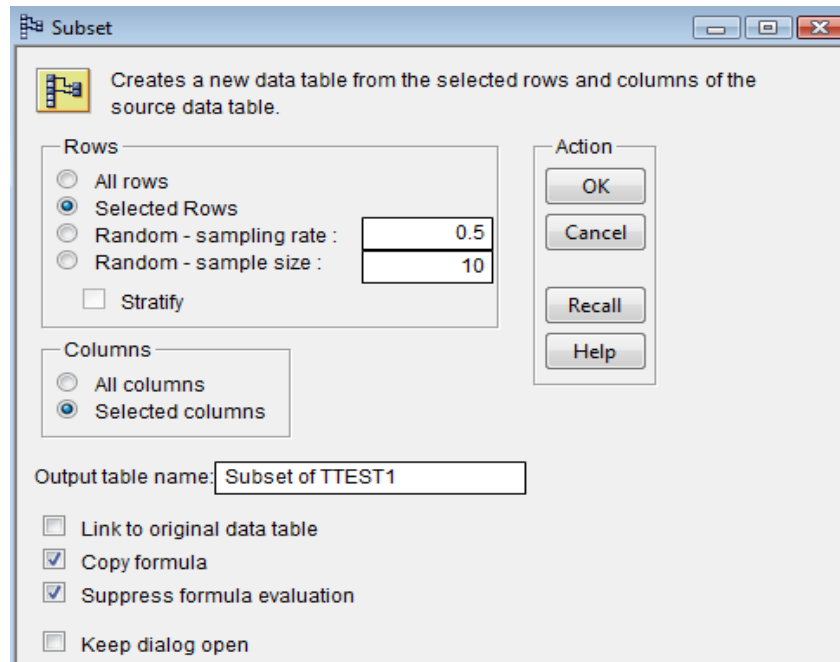 Subset
Creates a new data table from the selected rows and columns of the
source data table.
Rows
All rows
Selected Rows
Random - sampling rate : 0.5
Random - sample size : 10
Stratify
Action
OK
Cancel
Recall
Help
Columns
All columns
Selected columns
Output table name: Subset of TTEST1
Link to original data table
Copy formula
Suppress formula evaluation
Keep dialog open